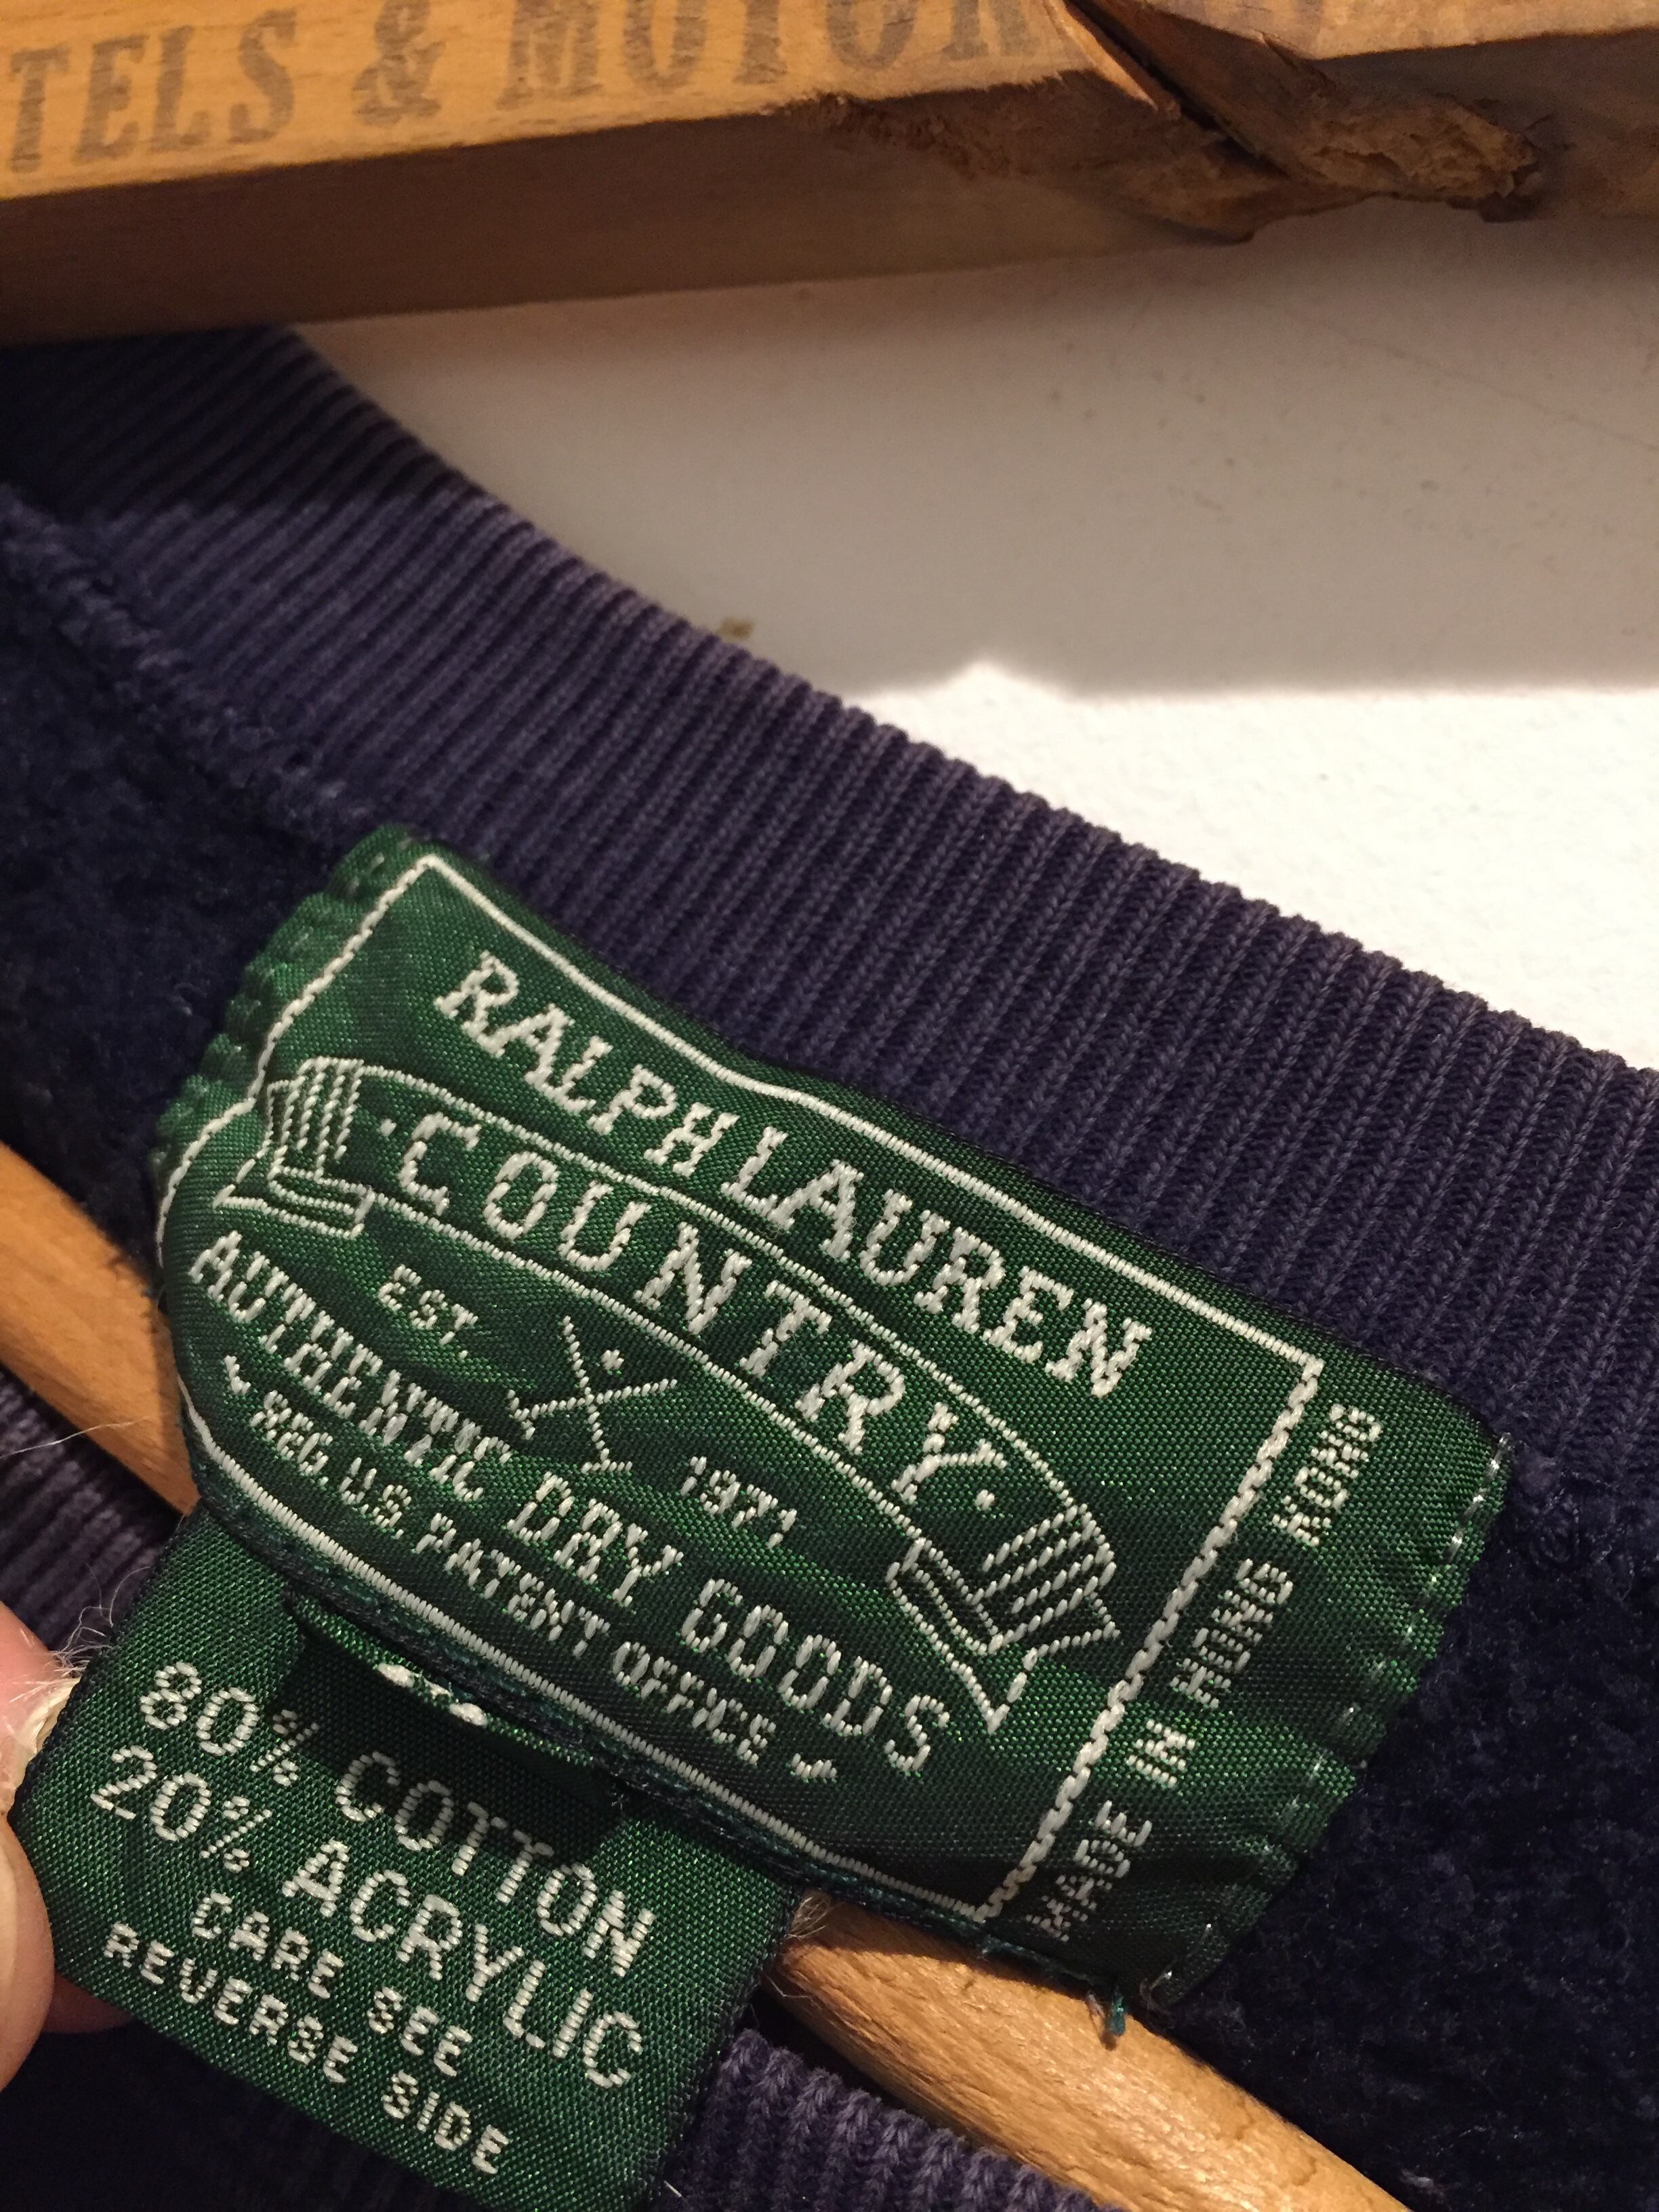 TELS & MOTOR
RALPH LAUREN
·COUNTRY·
EST. 1971
AUTHENTIC DRY GOODS
REG. U.S. PATENT OFFICE
MADE IN HONG KONG
80% COTTON
20% ACRYLIC
CARE SEE
REVERSE SIDE